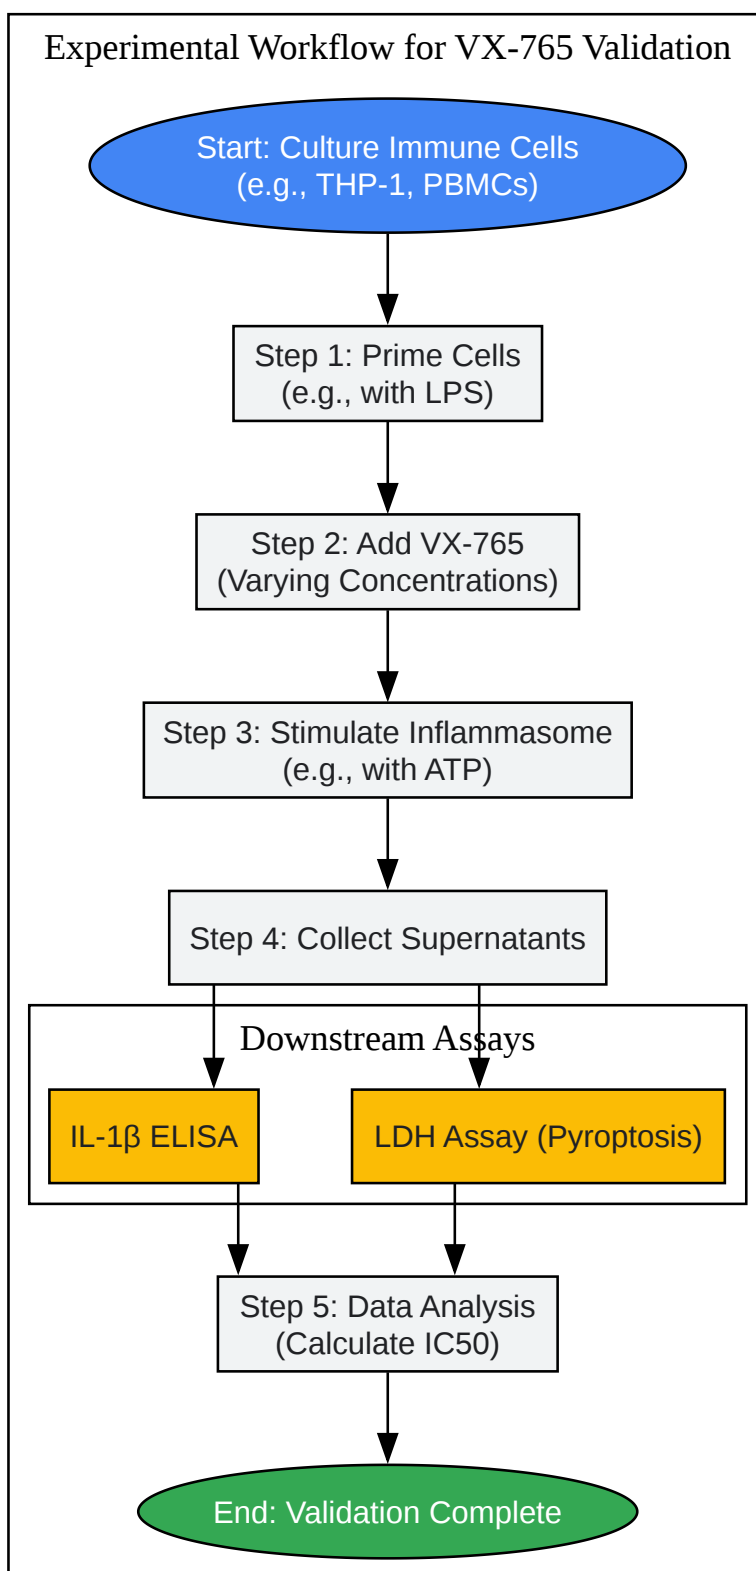 Experimental Workflow for VX-765 Validation
Start: Culture Immune Cells
(e.g., THP-1, PBMCs)
Step 1: Prime Cells
(e.g., with LPS)
Step 2: Add VX-765
(Varying Concentrations)
Step 3: Stimulate Inflammasome
(e.g., with ATP)
Step 4: Collect Supernatants
Downstream Assays
IL-1β ELISA
LDH Assay (Pyroptosis)
Step 5: Data Analysis
(Calculate IC50)
End: Validation Complete